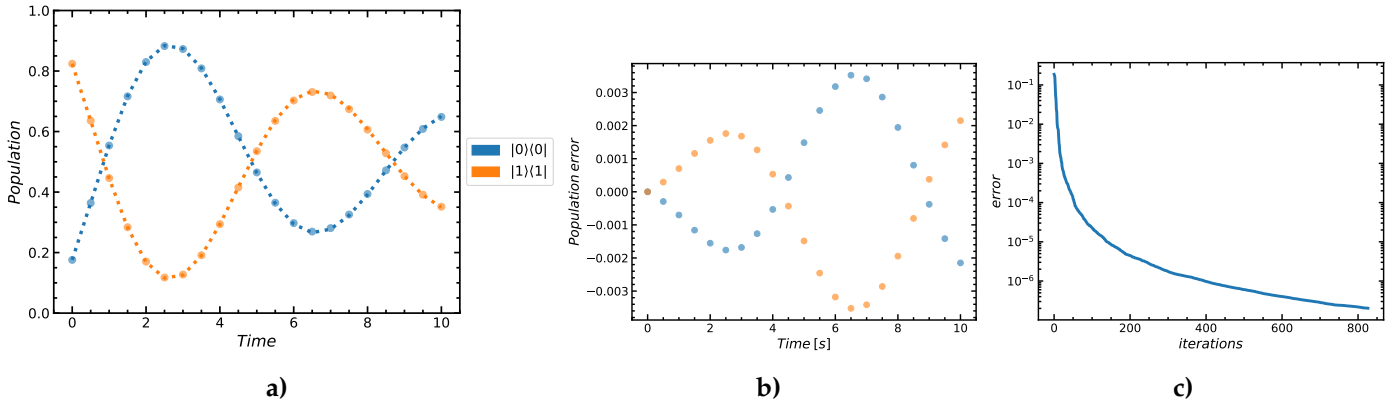 1.0
0.8
0.6
0.4
0.2
0.0
Population
0 2 4 6 8 10
Time
|0⟩⟨0|
|1⟩⟨1|
a)
0.003
0.002
0.001
0.000
−0.001
−0.002
−0.003
Population error
0 2 4 6 8 10
Time [s]
b)
10⁻¹
10⁻²
10⁻³
10⁻⁴
10⁻⁵
10⁻⁶
error
0 200 400 600 800
iterations
c)